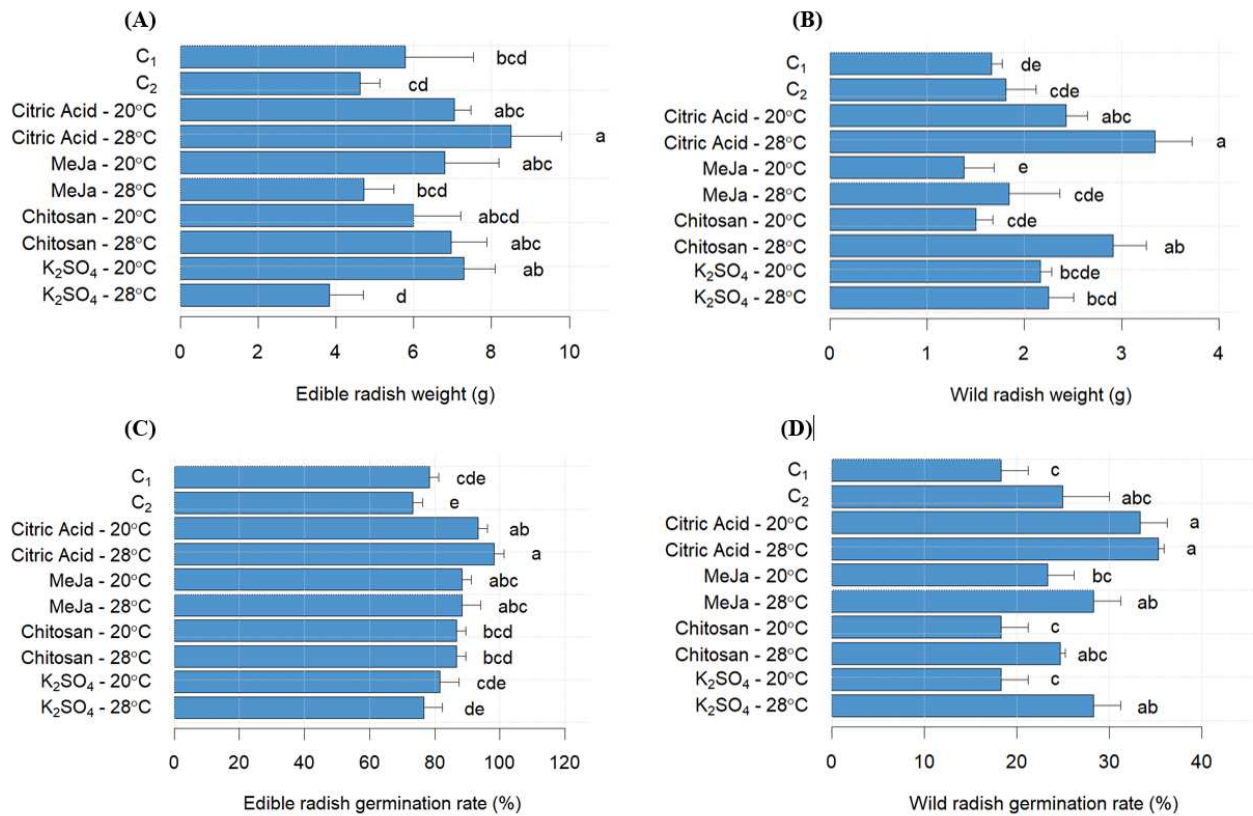 (A)
C₁ bcd
C₂ cd
Citric Acid - 20°C abc
Citric Acid - 28°C a
MeJa - 20°C abc
MeJa - 28°C bcd
Chitosan - 20°C abcd
Chitosan - 28°C abc
K₂SO₄ - 20°C ab
K₂SO₄ - 28°C d
0 2 4 6 8 10
Edible radish weight (g)
(B)
C₁ de
C₂ cde
Citric Acid - 20°C abc
Citric Acid - 28°C a
MeJa - 20°C e
MeJa - 28°C cde
Chitosan - 20°C cde
Chitosan - 28°C ab
K₂SO₄ - 20°C bcde
K₂SO₄ - 28°C bcd
0 1 2 3 4
Wild radish weight (g)
(C)
C₁ cde
C₂ e
Citric Acid - 20°C ab
Citric Acid - 28°C a
MeJa - 20°C abc
MeJa - 28°C abc
Chitosan - 20°C bcd
Chitosan - 28°C bcd
K₂SO₄ - 20°C cde
K₂SO₄ - 28°C de
0 20 40 60 80 100 120
Edible radish germination rate (%)
(D)
C₁ c
C₂ abc
Citric Acid - 20°C a
Citric Acid - 28°C a
MeJa - 20°C bc
MeJa - 28°C ab
Chitosan - 20°C c
Chitosan - 28°C abc
K₂SO₄ - 20°C c
K₂SO₄ - 28°C ab
0 10 20 30 40
Wild radish germination rate (%)